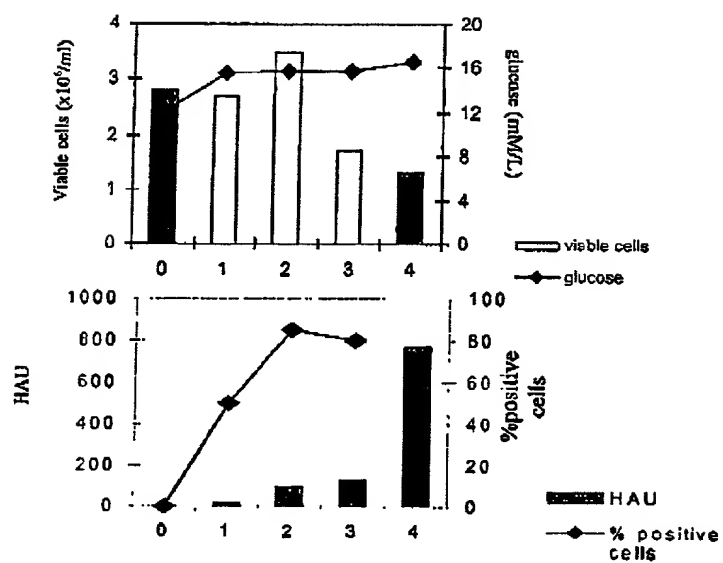 4
3
2
1
0
Viable cells (x10⁶/ml)
20
16
12
8
4
0
glucose (mM/L)
0 1 2 3 4
viable cells
glucose
1000
800
600
400
200
0
HAU
100
80
60
40
20
0
%positive
cells
0 1 2 3 4
HAU
% positive
cells